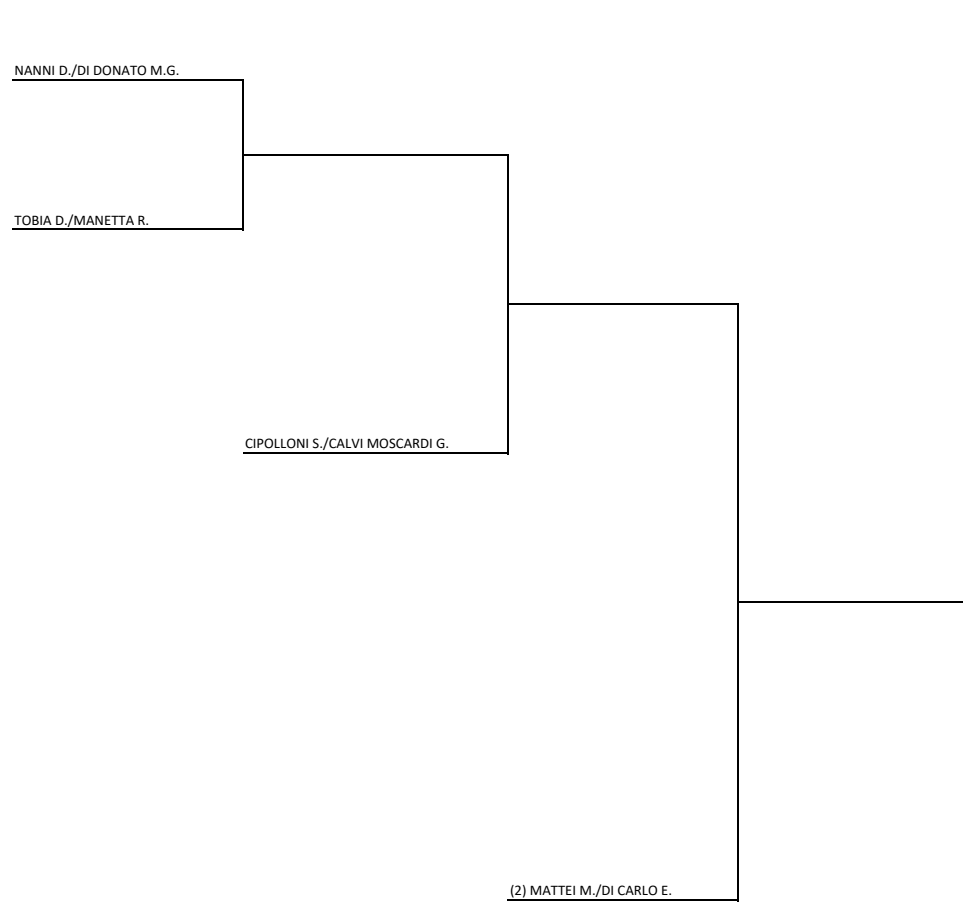 NANNI D./DI DONATO M.G.
TOBIA D./MANETTA R.
CIPOLLONI S./CALVI MOSCARDI G.
(2) MATTEI M./DI CARLO E.